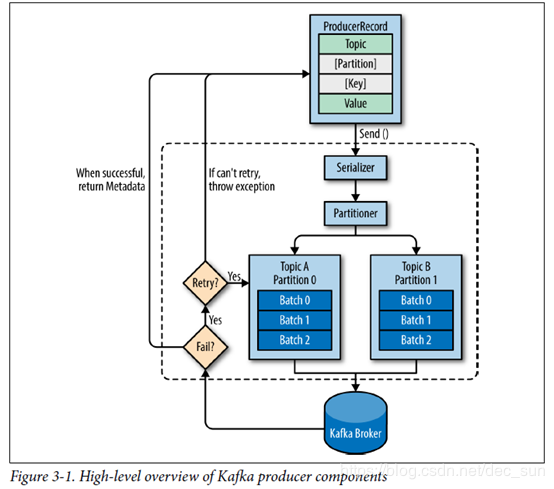 ProducerRecord
Topic
[Partition]
[Key]
Value
Send ()
When successful,
return Metadata
If can't retry,
throw exception
Serializer
Partitioner
Topic A
Partition 0
Batch 0
Batch 1
Batch 2
Topic B
Partition 1
Batch 0
Batch 1
Batch 2
Retry?
Yes
Yes
Fail?
Kafka Broker
Figure 3-1. High-level overview of Kafka producer components
https://blog.csdn.net/dec_sun